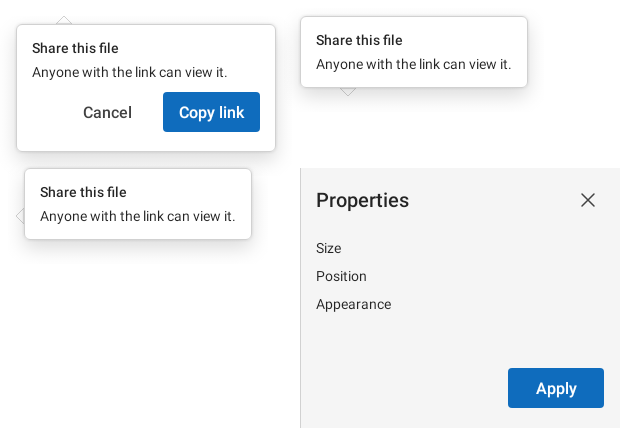 Share this file
Anyone with the link can view it.
Cancel
Copy link
Share this file
Anyone with the link can view it.
Share this file
Anyone with the link can view it.
Properties
Size
Position
Appearance
Apply